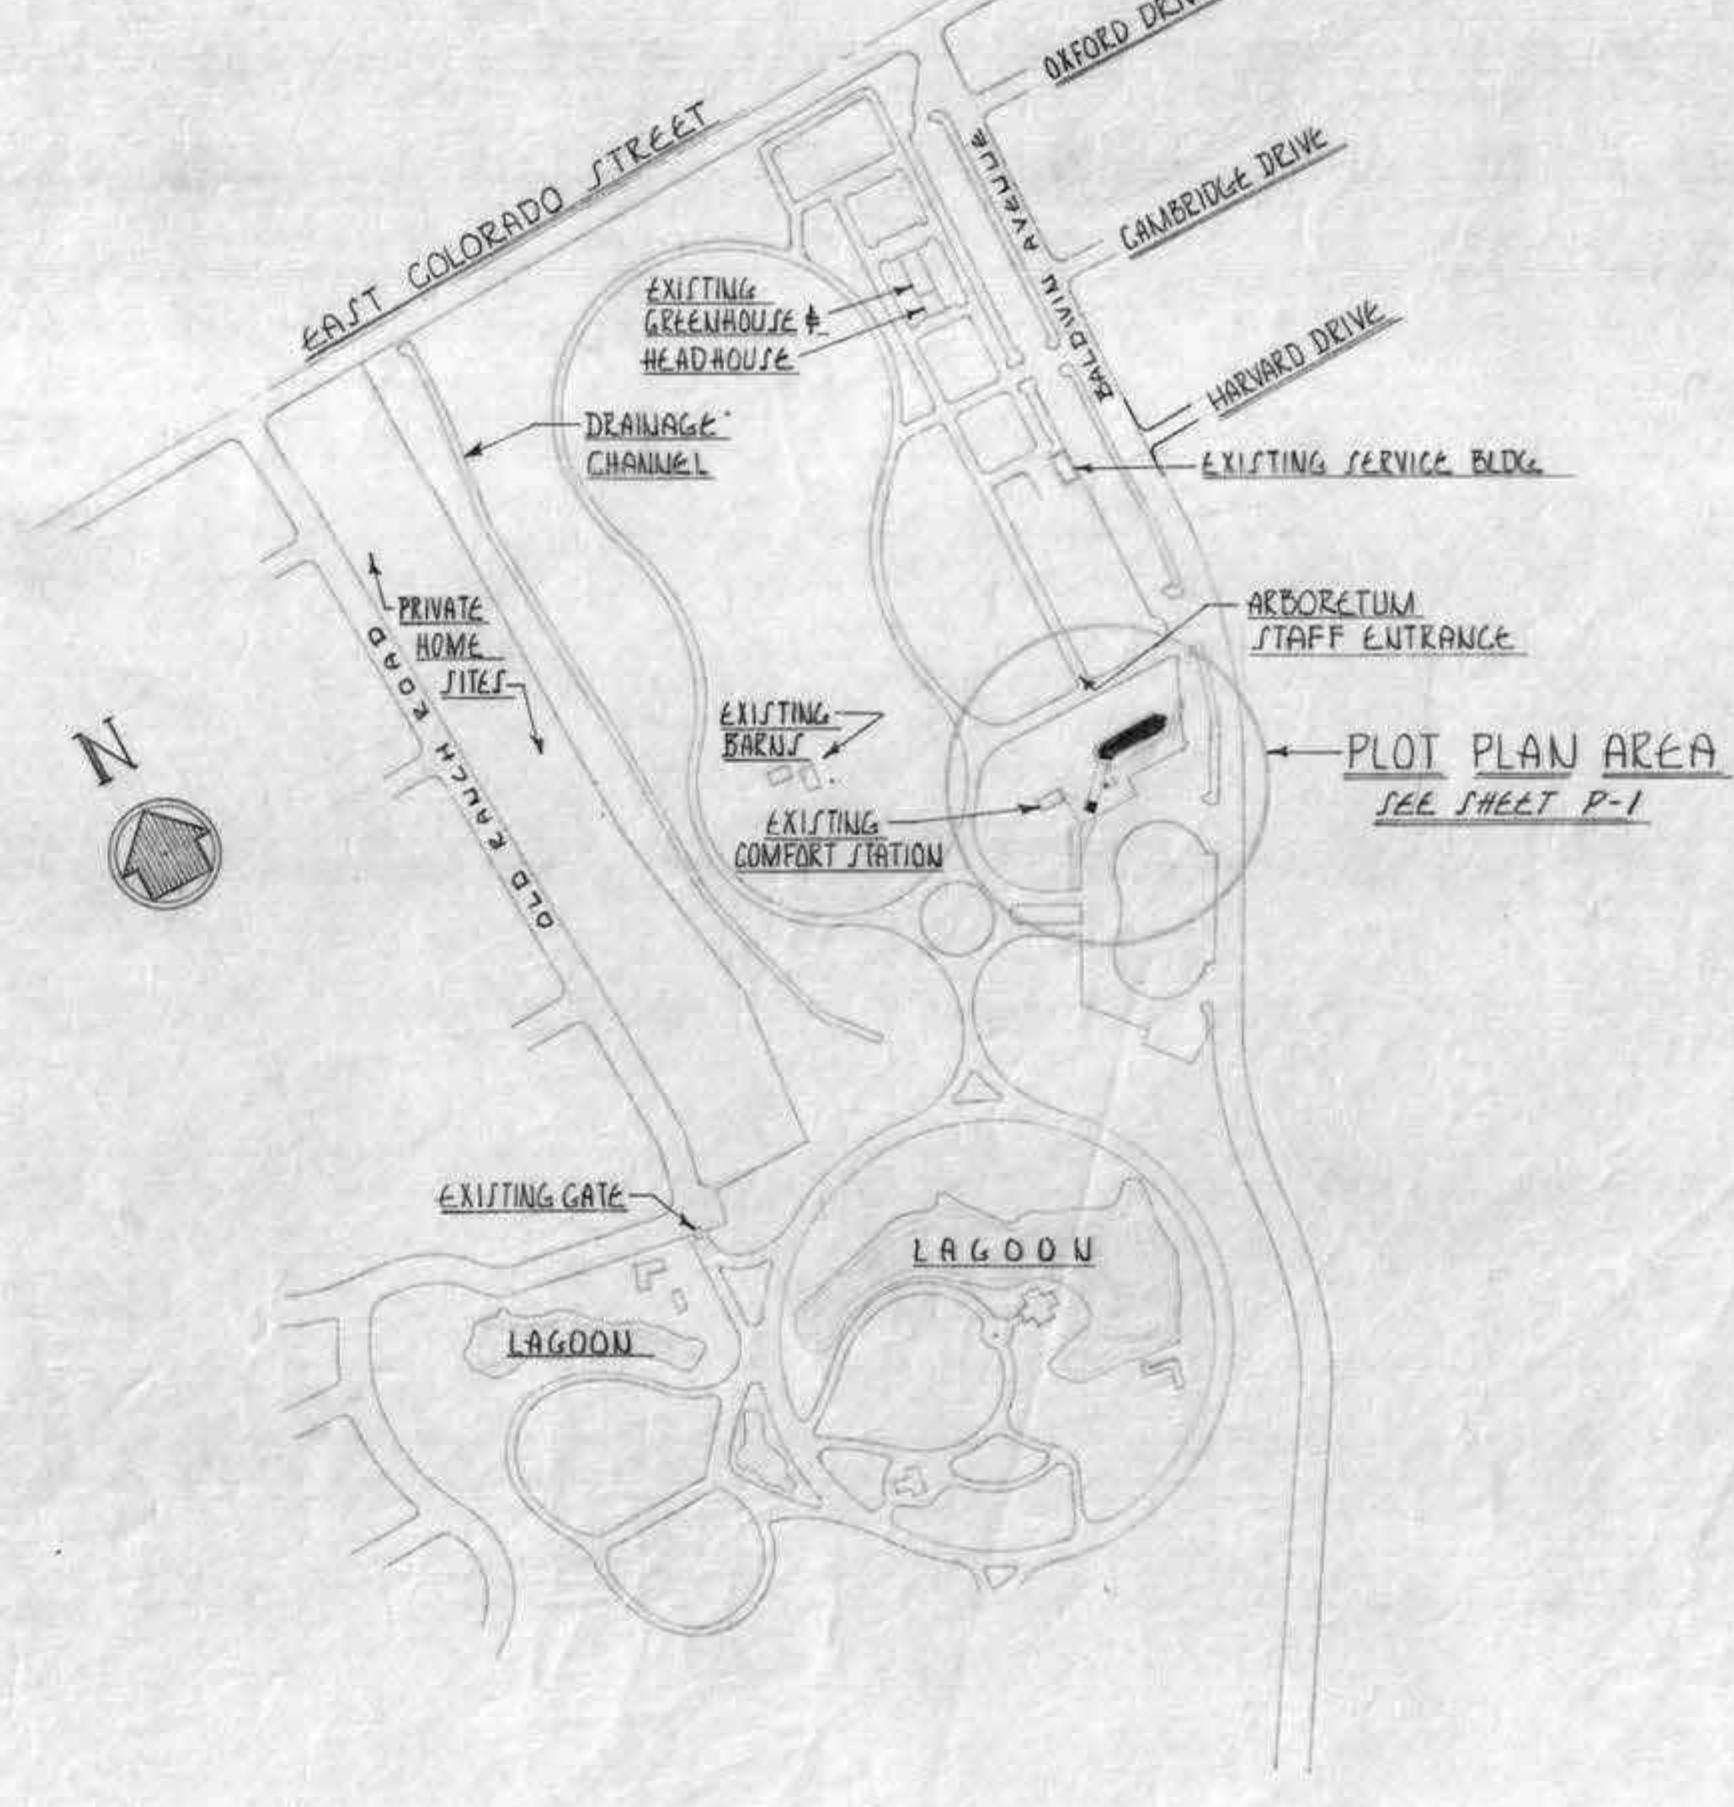 OXFORD DRIV
EAST COLORADO STREET
BALDWIN AVENUE
CAMBRIDGE DRIVE
EXISTING
GREENHOUSE &
HEADHOUSE
HARVARD DRIVE
DRAINAGE
CHANNEL
EXISTING SERVICE BLDG
PRIVATE
HOME
SITES
OLD RANCH ROAD
ARBORETUM
STAFF ENTRANCE
EXISTING
BARNS
N
PLOT PLAN AREA
SEE SHEET P-1
EXISTING
COMFORT STATION
EXISTING GATE
LAGOON
LAGOON